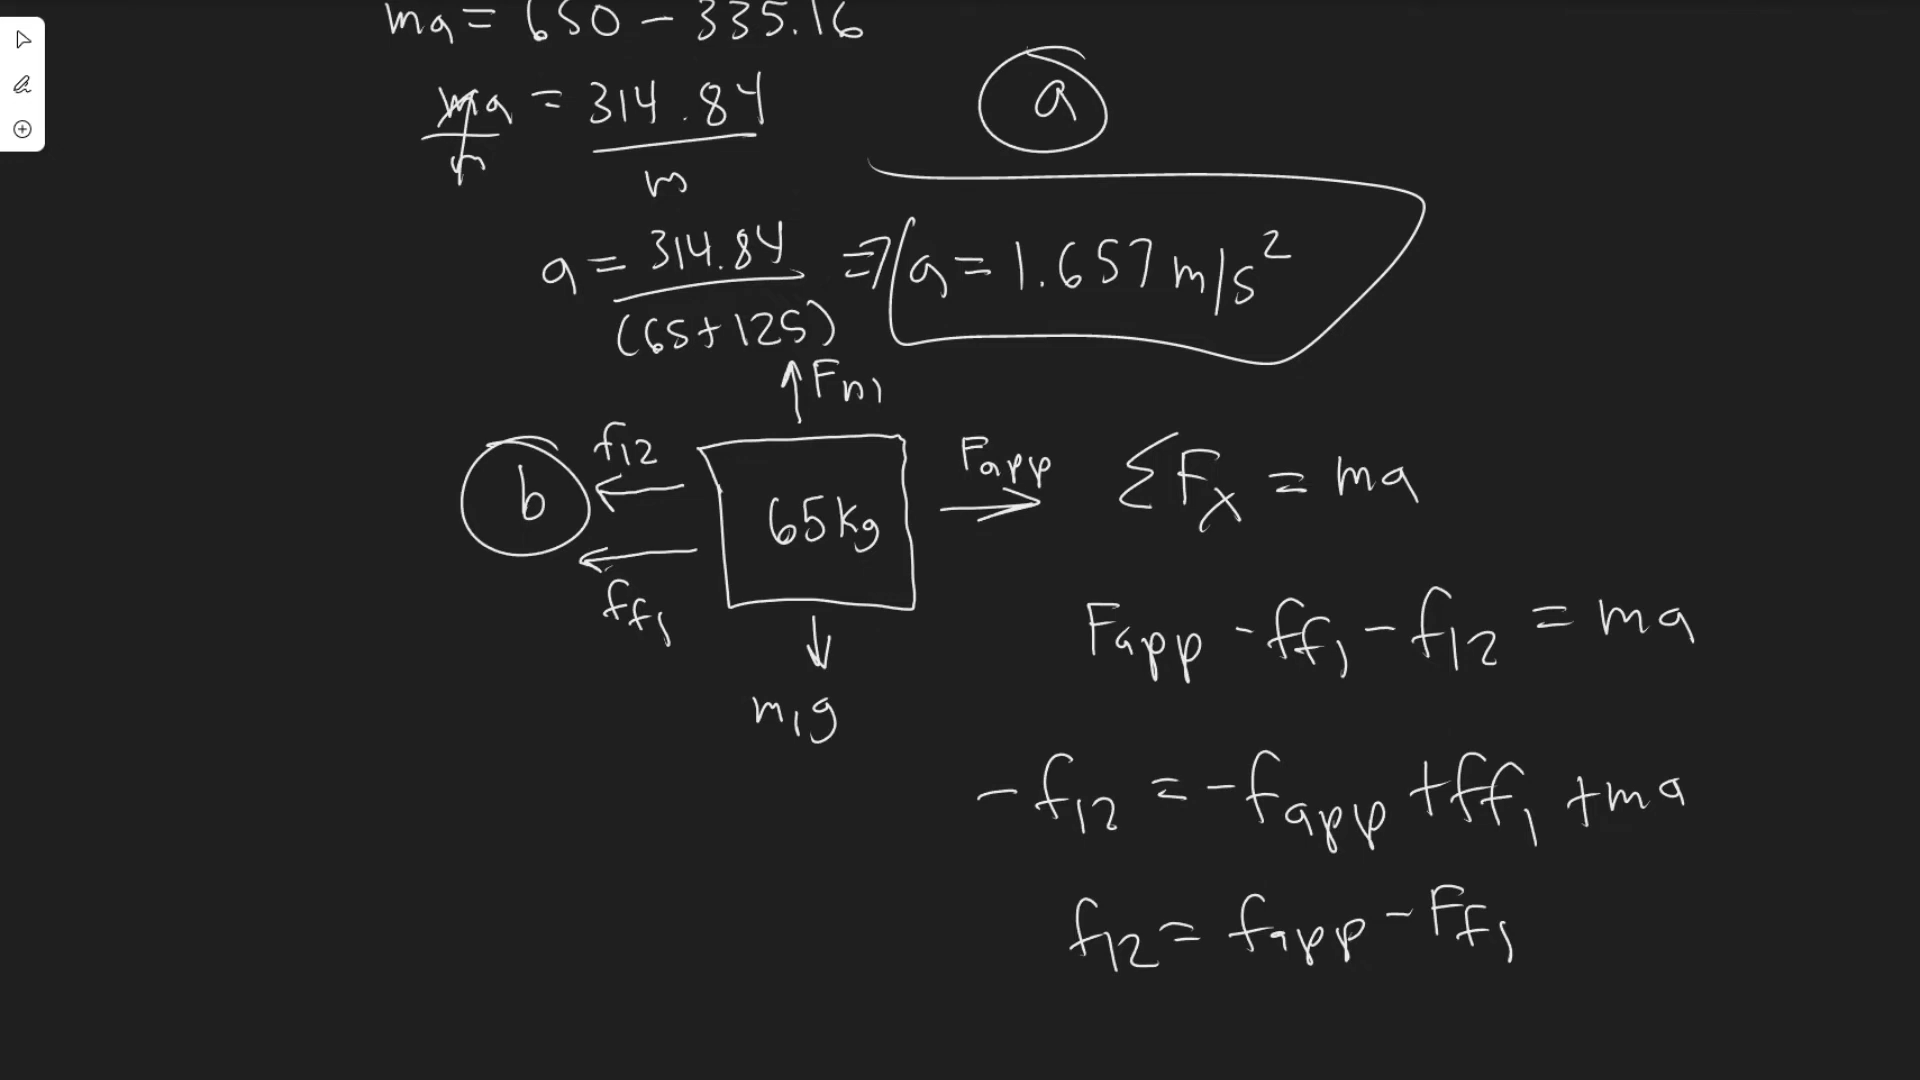 ma = 650 - 335.16
ma = 314.84
m m
a
a = 314.84 => a = 1.657 m/s²
(65+125)
Fn1
b
f12
65kg
Fapp
ΣFx = ma
ff1
Fapp - ff1 - f12 = ma
m1g
-f12 = -fapp + ff1 + ma
f12 = fapp - Ff1